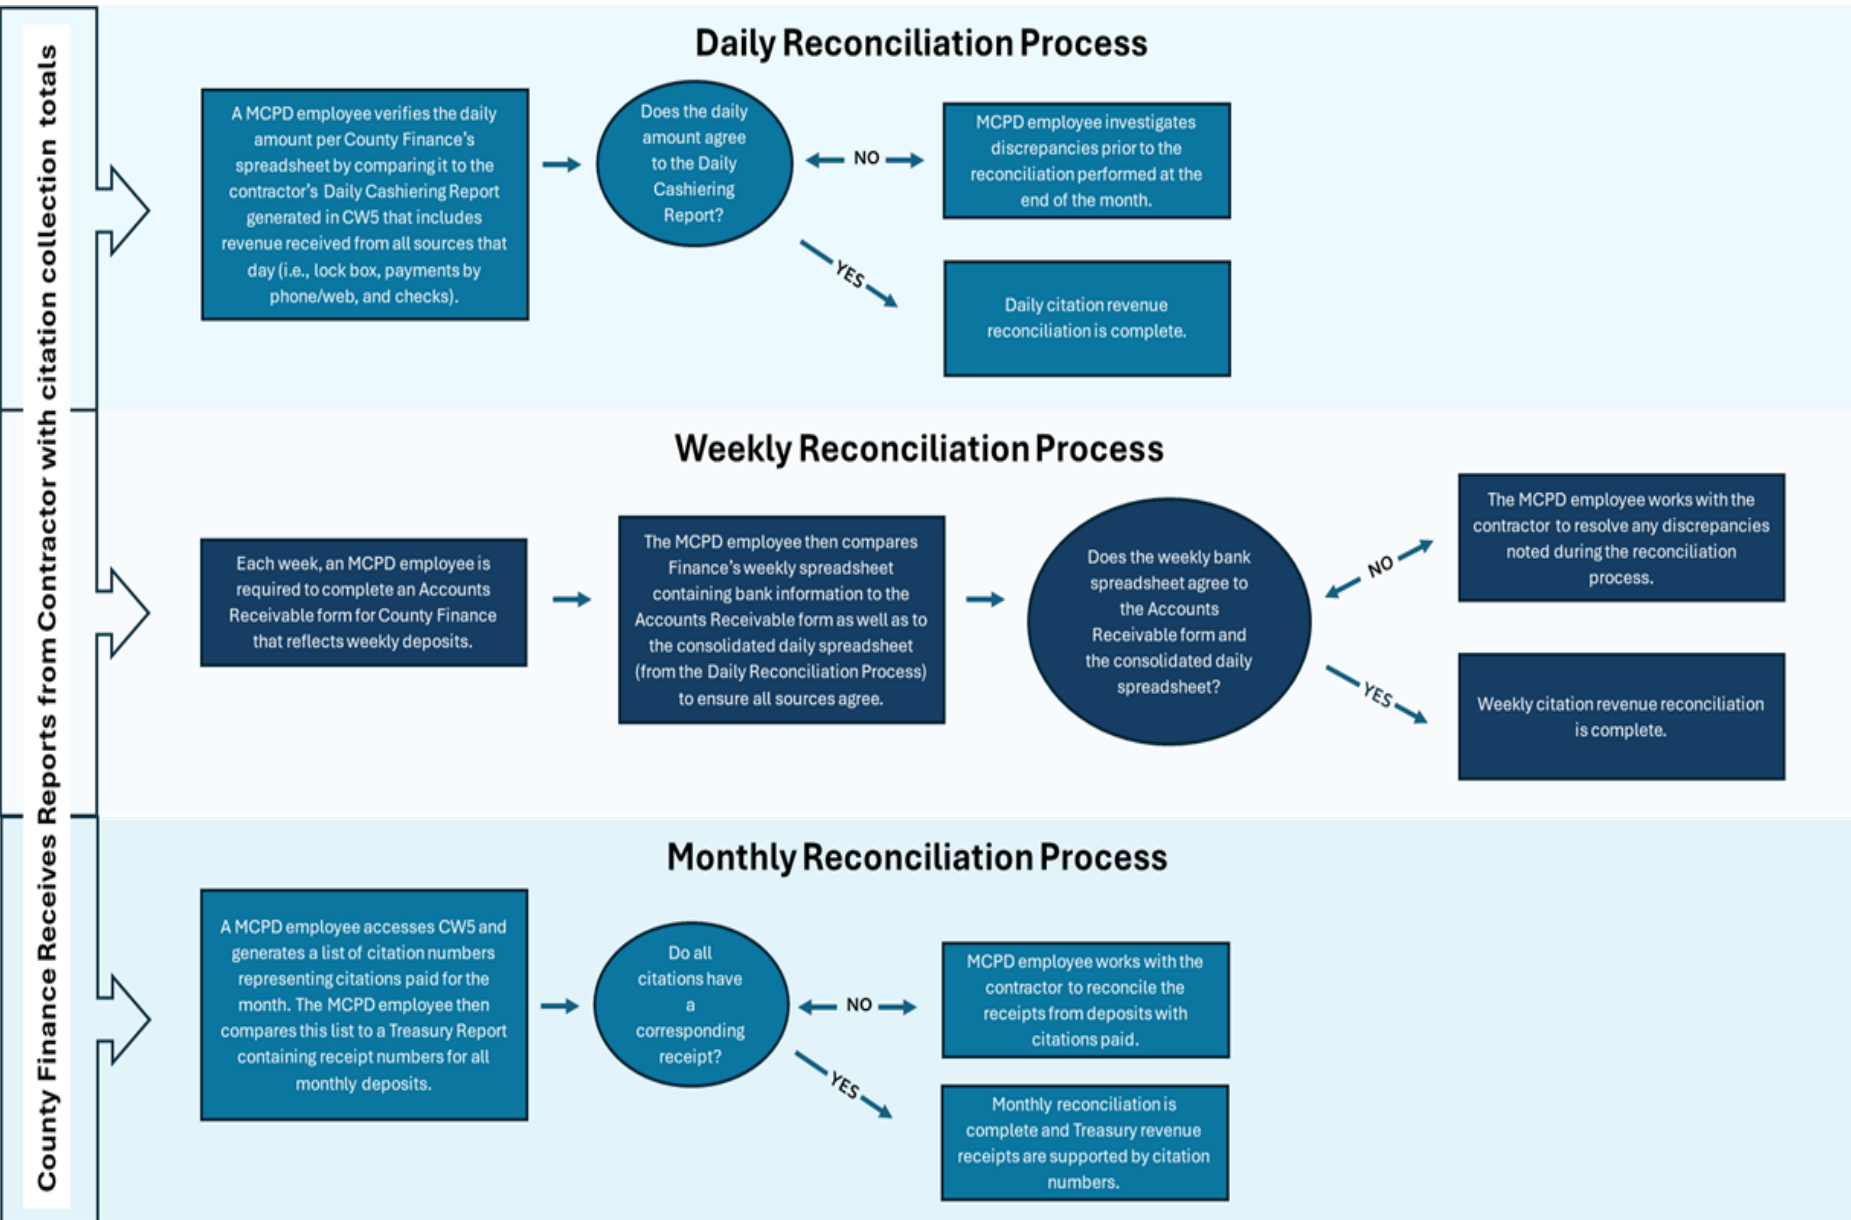 County Finance Receives Reports from Contractor with citation collection totals
Daily Reconciliation Process
A MCPD employee verifies the daily
amount per County Finance's
spreadsheet by comparing it to the
contractor's Daily Cashiering Report
generated in CW5 that includes
revenue received from all sources that
day (i.e., lock box, payments by
phone/web, and checks).
Does the daily
amount agree
to the Daily
Cashiering
Report?
NO
MCPD employee investigates
discrepancies prior to the
reconciliation performed at the
end of the month.
YES
Daily citation revenue
reconciliation is complete.
Weekly Reconciliation Process
Each week, an MCPD employee is
required to complete an Accounts
Receivable form for County Finance
that reflects weekly deposits.
The MCPD employee then compares
Finance's weekly spreadsheet
containing bank information to the
Accounts Receivable form as well as to
the consolidated daily spreadsheet
(from the Daily Reconciliation Process)
to ensure all sources agree.
Does the weekly bank
spreadsheet agree to
the Accounts
Receivable form and
the consolidated daily
spreadsheet?
NO
The MCPD employee works with the
contractor to resolve any discrepancies
noted during the reconciliation
process.
YES
Weekly citation revenue reconciliation
is complete.
Monthly Reconciliation Process
A MCPD employee accesses CW5 and
generates a list of citation numbers
representing citations paid for the
month. The MCPD employee then
compares this list to a Treasury Report
containing receipt numbers for all
monthly deposits.
Do all
citations have
a
corresponding
receipt?
NO
MCPD employee works with the
contractor to reconcile the
receipts from deposits with
citations paid.
YES
Monthly reconciliation is
complete and Treasury revenue
receipts are supported by citation
numbers.